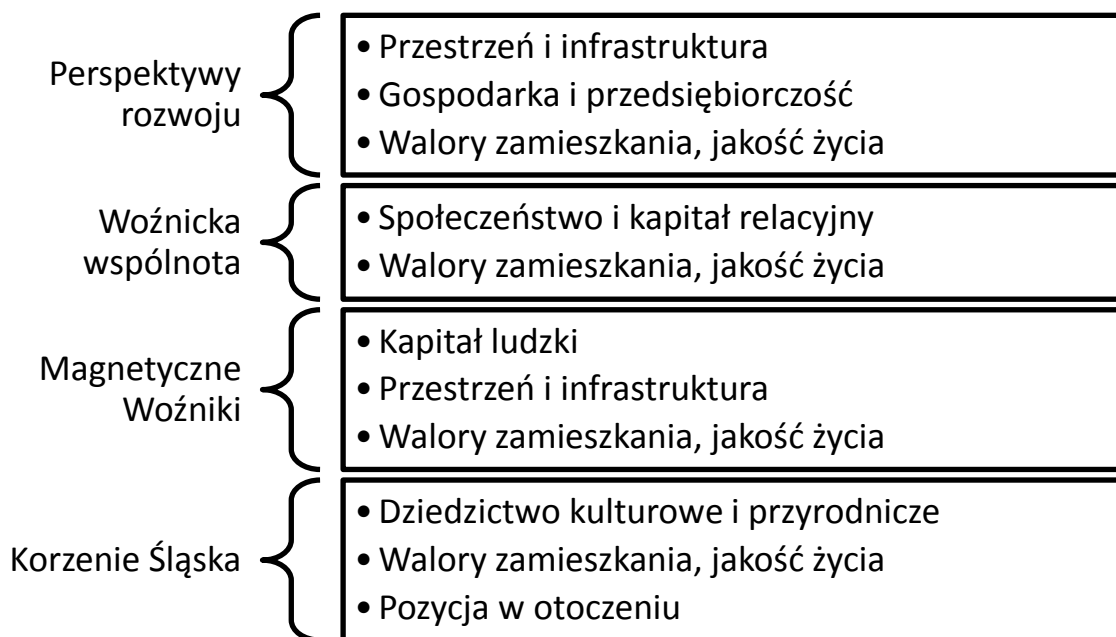 Perspektywy
rozwoju
• Przestrzeń i infrastruktura
• Gospodarka i przedsiębiorczość
• Walory zamieszkania, jakość życia
Woźnicka
wspólnota
• Społeczeństwo i kapitał relacyjny
• Walory zamieszkania, jakość życia
Magnetyczne
Woźniki
• Kapitał ludzki
• Przestrzeń i infrastruktura
• Walory zamieszkania, jakość życia
Korzenie Śląska
• Dziedzictwo kulturowe i przyrodnicze
• Walory zamieszkania, jakość życia
• Pozycja w otoczeniu